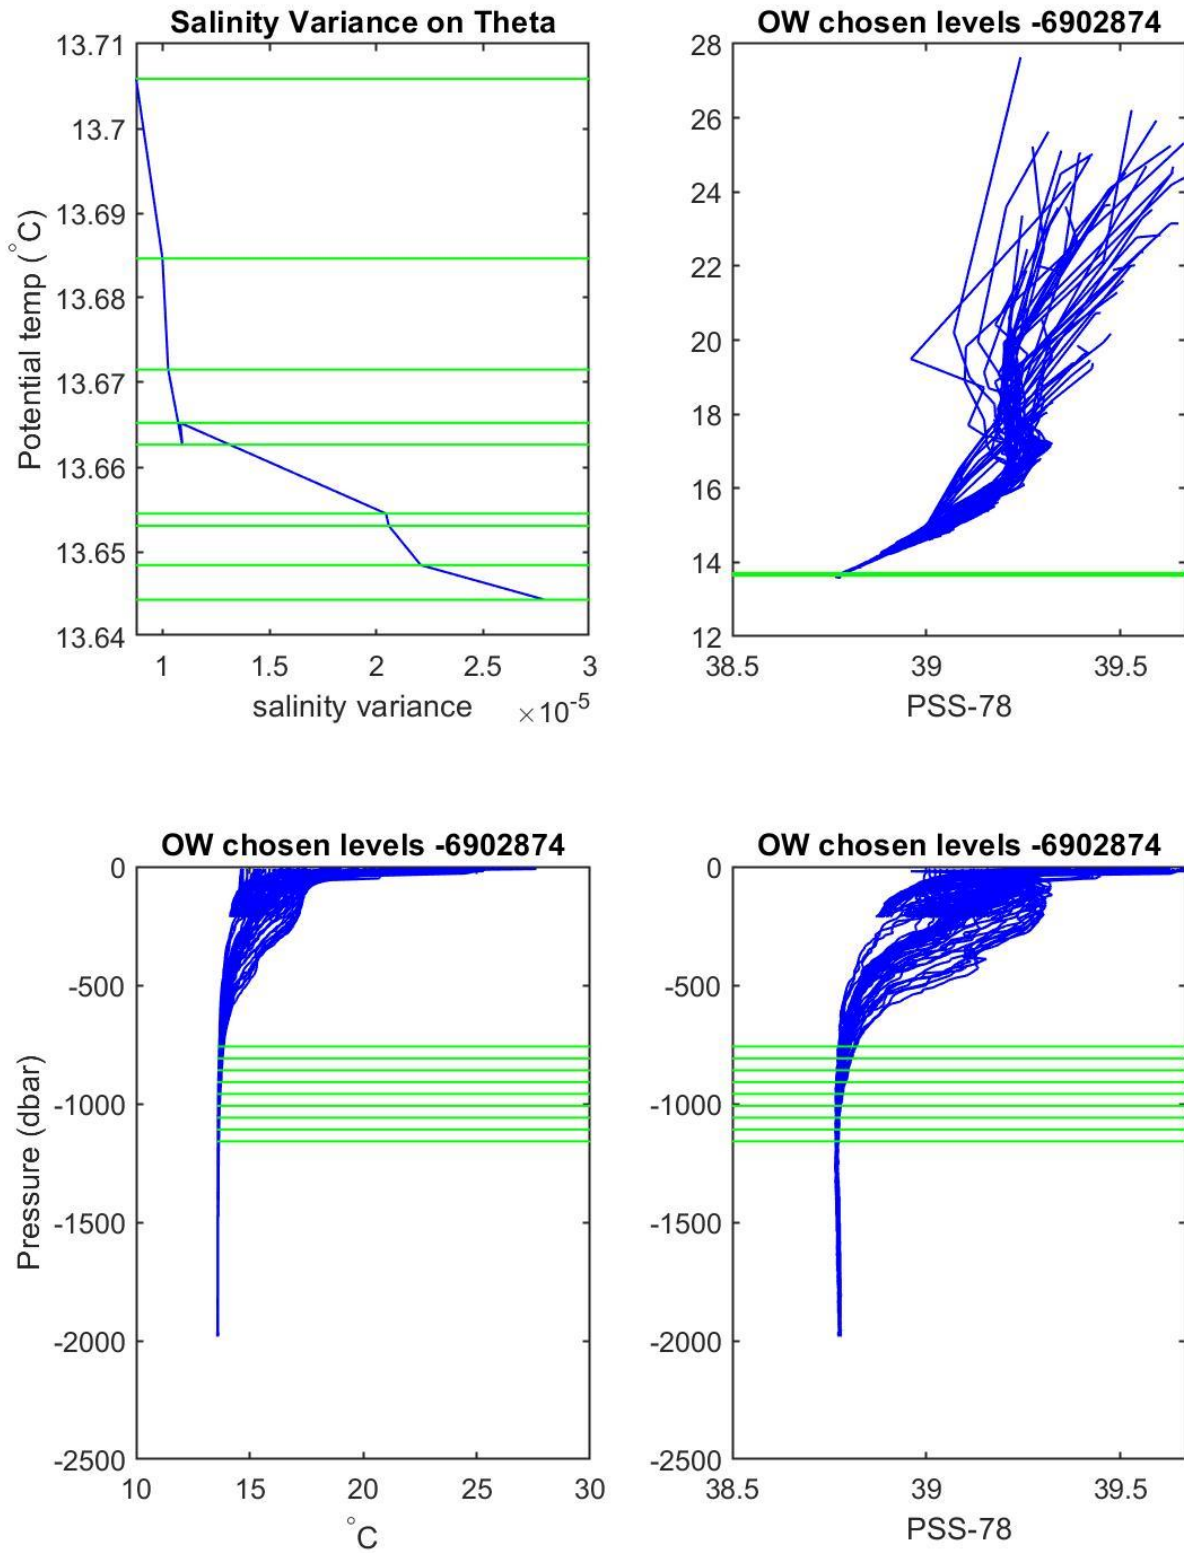 Salinity Variance on Theta
13.71
13.7
13.69
13.68
13.67
13.66
13.65
13.64
Potential temp (°C)
1 1.5 2 2.5 3
salinity variance ×10-5
OW chosen levels -6902874
28
26
24
22
20
18
16
14
12
38.5 39 39.5
PSS-78
OW chosen levels -6902874
0
-500
-1000
-1500
-2000
-2500
Pressure (dbar)
10 15 20 25 30
°C
OW chosen levels -6902874
0
-500
-1000
-1500
-2000
-2500
38.5 39 39.5
PSS-78